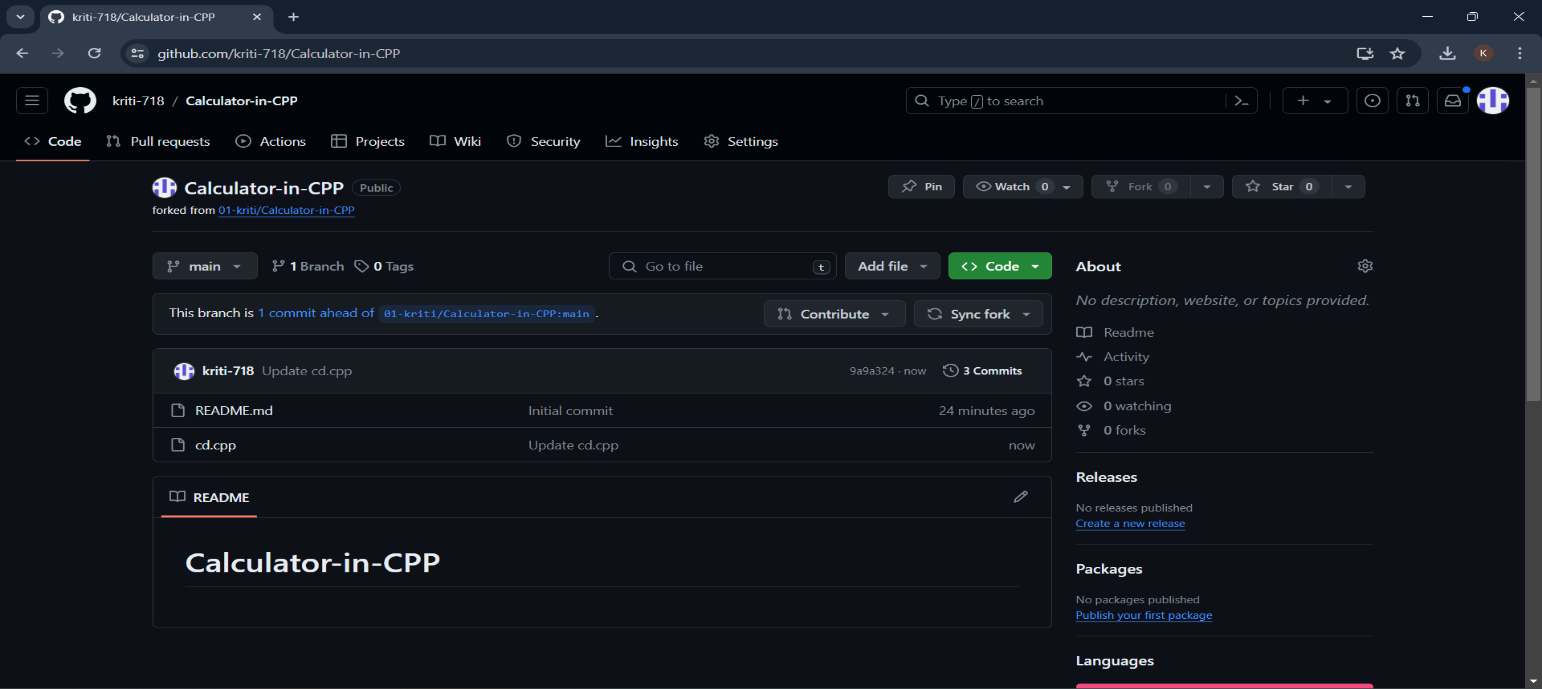 kriti-718/Calculator-in-CPP
github.com/kriti-718/Calculator-in-CPP
K
kriti-718 / Calculator-in-CPP
Type / to search
Code Pull requests Actions Projects Wiki Security Insights Settings
Calculator-in-CPP Public
Pin Watch 0 Fork 0 Star 0
forked from 01-kriti/Calculator-in-CPP
main 1 Branch 0 Tags
Go to file t Add file Code
About
This branch is 1 commit ahead of 01-kriti/Calculator-in-CPP:main .
Contribute Sync fork
No description, website, or topics provided.
Readme
Activity
0 stars
0 watching
0 forks
kriti-718 Update cd.cpp 9a9a324 · now 3 Commits
README.md Initial commit 24 minutes ago
cd.cpp Update cd.cpp now
README
Calculator-in-CPP
Releases
No releases published
Create a new release
Packages
No packages published
Publish your first package
Languages